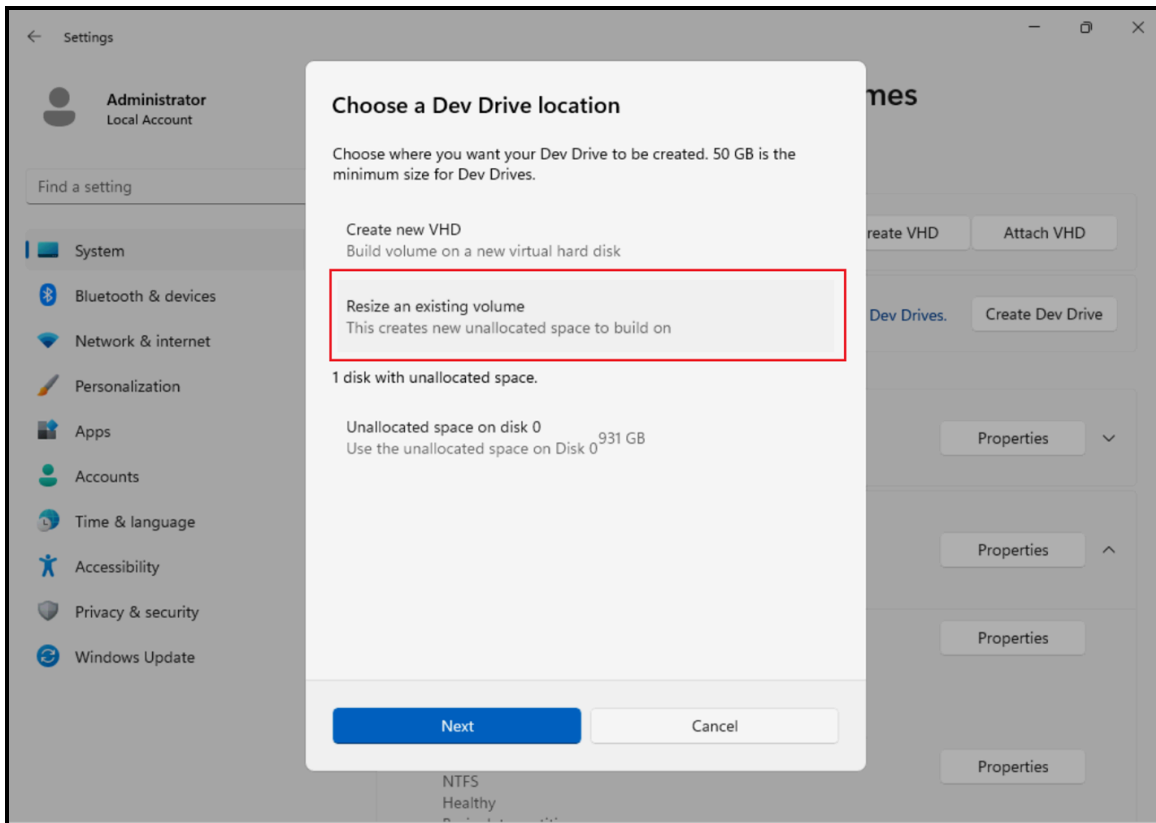 Settings
Administrator
Local Account
Find a setting
System
Bluetooth & devices
Network & internet
Personalization
Apps
Accounts
Time & language
Accessibility
Privacy & security
Windows Update
mes
reate VHD
Attach VHD
Dev Drives.
Create Dev Drive
Properties
Properties
Properties
Properties
Choose a Dev Drive location
Choose where you want your Dev Drive to be created. 50 GB is the
minimum size for Dev Drives.
Create new VHD
Build volume on a new virtual hard disk
Resize an existing volume
This creates new unallocated space to build on
1 disk with unallocated space.
Unallocated space on disk 0
Use the unallocated space on Disk 0
931 GB
Next
Cancel
NTFS
Healthy